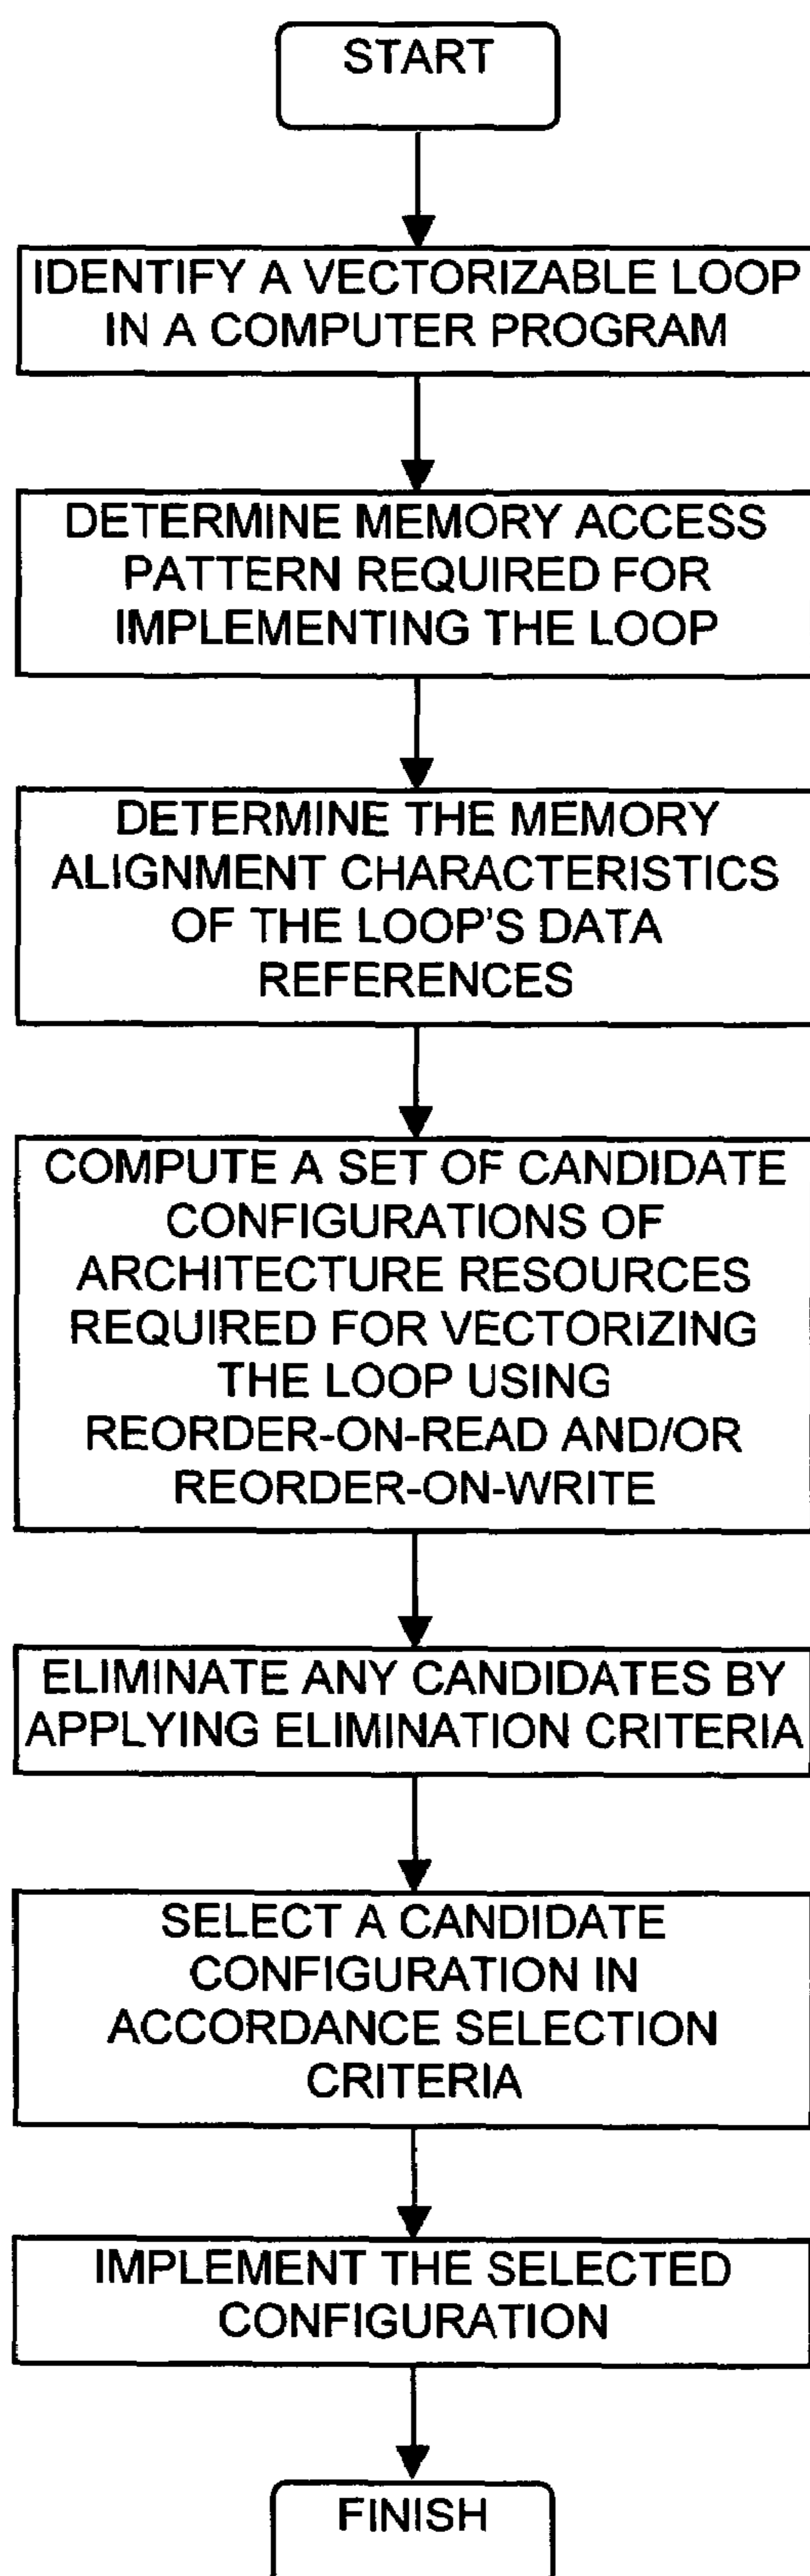 START
IDENTIFY A VECTORIZABLE LOOP
IN A COMPUTER PROGRAM
DETERMINE MEMORY ACCESS
PATTERN REQUIRED FOR
IMPLEMENTING THE LOOP
DETERMINE THE MEMORY
ALIGNMENT CHARACTERISTICS
OF THE LOOP'S DATA
REFERENCES
COMPUTE A SET OF CANDIDATE
CONFIGURATIONS OF
ARCHITECTURE RESOURCES
REQUIRED FOR VECTORIZING
THE LOOP USING
REORDER-ON-READ AND/OR
REORDER-ON-WRITE
ELIMINATE ANY CANDIDATES BY
APPLYING ELIMINATION CRITERIA
SELECT A CANDIDATE
CONFIGURATION IN
ACCORDANCE SELECTION
CRITERIA
IMPLEMENT THE SELECTED
CONFIGURATION
FINISH